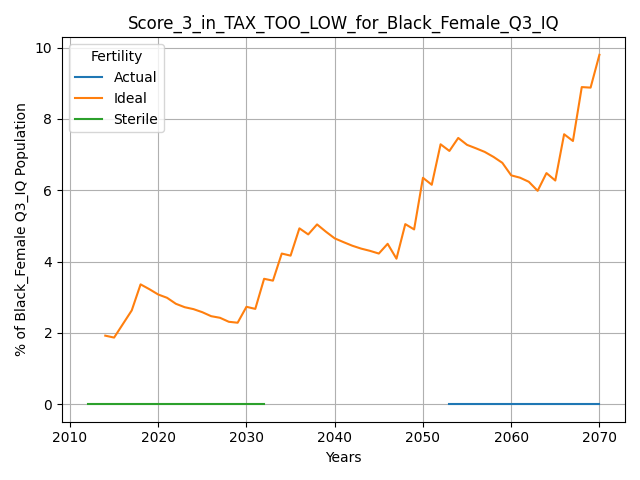 Score_3_in_TAX_TOO_LOW_for_Black_Female_Q3_IQ
% of Black_Female Q3_IQ Population
10
8
6
4
2
0
Fertility
Actual
Ideal
Sterile
2010 2020 2030 2040 2050 2060 2070
Years